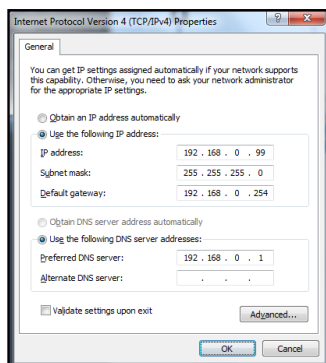 Internet Protocol Version 4 (TCP/IPv4) Properties
General
You can get IP settings assigned automatically if your network supports
this capability. Otherwise, you need to ask your network administrator
for the appropriate IP settings.
Obtain an IP address automatically
Use the following IP address:
IP address: 192 . 168 . 0 . 99
Subnet mask: 255 . 255 . 255 . 0
Default gateway: 192 . 168 . 0 . 254
Obtain DNS server address automatically
Use the following DNS server addresses:
Preferred DNS server: 192 . 168 . 0 . 1
Alternate DNS server: . . .
Validate settings upon exit
Advanced...
OK Cancel